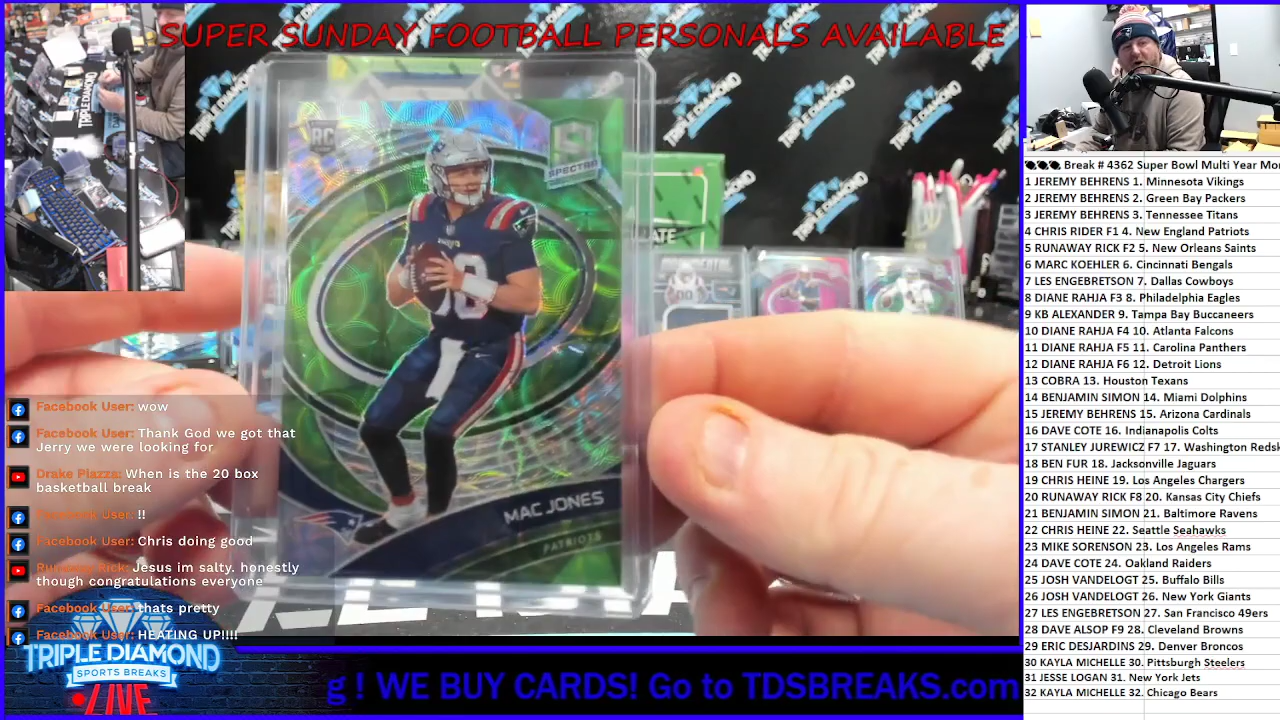 SUPER SUNDAY FOOTBALL PERSONALS AVAILABLE
TRIPLE DIAMOND
RC
SPECTRA
MAC JONES
PATRIOTS
Facebook User: wow
Facebook User: Thank God we got that
Jerry we were looking for
Drake Piazza: When is the 20 box
basketball break
Facebook User: !!
Facebook User: Chris doing good
Runaway Rick: Jesus im salty. honestly
though congratulations everyone
Facebook User: thats pretty
Facebook User: HEATING UP!!!!
TRIPLE DIAMOND
SPORTS BREAKS
LIVE
g ! WE BUY CARDS! Go to TDSBREAKS.com
Break # 4362 Super Bowl Multi Year Mo
1 JEREMY BEHRENS 1. Minnesota Vikings
2 JEREMY BEHRENS 2. Green Bay Packers
3 JEREMY BEHRENS 3. Tennessee Titans
4 CHRIS RIDER F1 4. New England Patriots
5 RUNAWAY RICK F2 5. New Orleans Saints
6 MARC KOEHLER 6. Cincinnati Bengals
7 LES ENGEBRETSON 7. Dallas Cowboys
8 DIANE RAHJA F3 8. Philadelphia Eagles
9 KB ALEXANDER 9. Tampa Bay Buccaneers
10 DIANE RAHJA F4 10. Atlanta Falcons
11 DIANE RAHJA F5 11. Carolina Panthers
12 DIANE RAHJA F6 12. Detroit Lions
13 COBRA 13. Houston Texans
14 BENJAMIN SIMON 14. Miami Dolphins
15 JEREMY BEHRENS 15. Arizona Cardinals
16 DAVE COTE 16. Indianapolis Colts
17 STANLEY JUREWICZ F7 17. Washington Redsk
18 BEN FUR 18. Jacksonville Jaguars
19 CHRIS HEINE 19. Los Angeles Chargers
20 RUNAWAY RICK F8 20. Kansas City Chiefs
21 BENJAMIN SIMON 21. Baltimore Ravens
22 CHRIS HEINE 22. Seattle Seahawks
23 MIKE SORENSON 23. Los Angeles Rams
24 DAVE COTE 24. Oakland Raiders
25 JOSH VANDELOGT 25. Buffalo Bills
26 JOSH VANDELOGT 26. New York Giants
27 LES ENGEBRETSON 27. San Francisco 49ers
28 DAVE ALSOP F9 28. Cleveland Browns
29. Denver Broncos
30 30. Pittsburgh Steelers
31 31. New York Jets
32 32. Chicago Bears